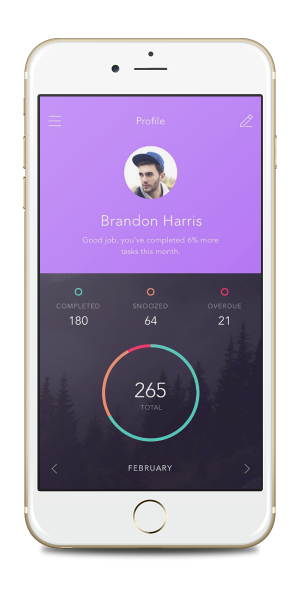 Profile
Brandon Harris
Good job, you've completed 6% more
tasks this month.
COMPLETED SNOOZED OVERDUE
180 64 21
265
TOTAL
FEBRUARY